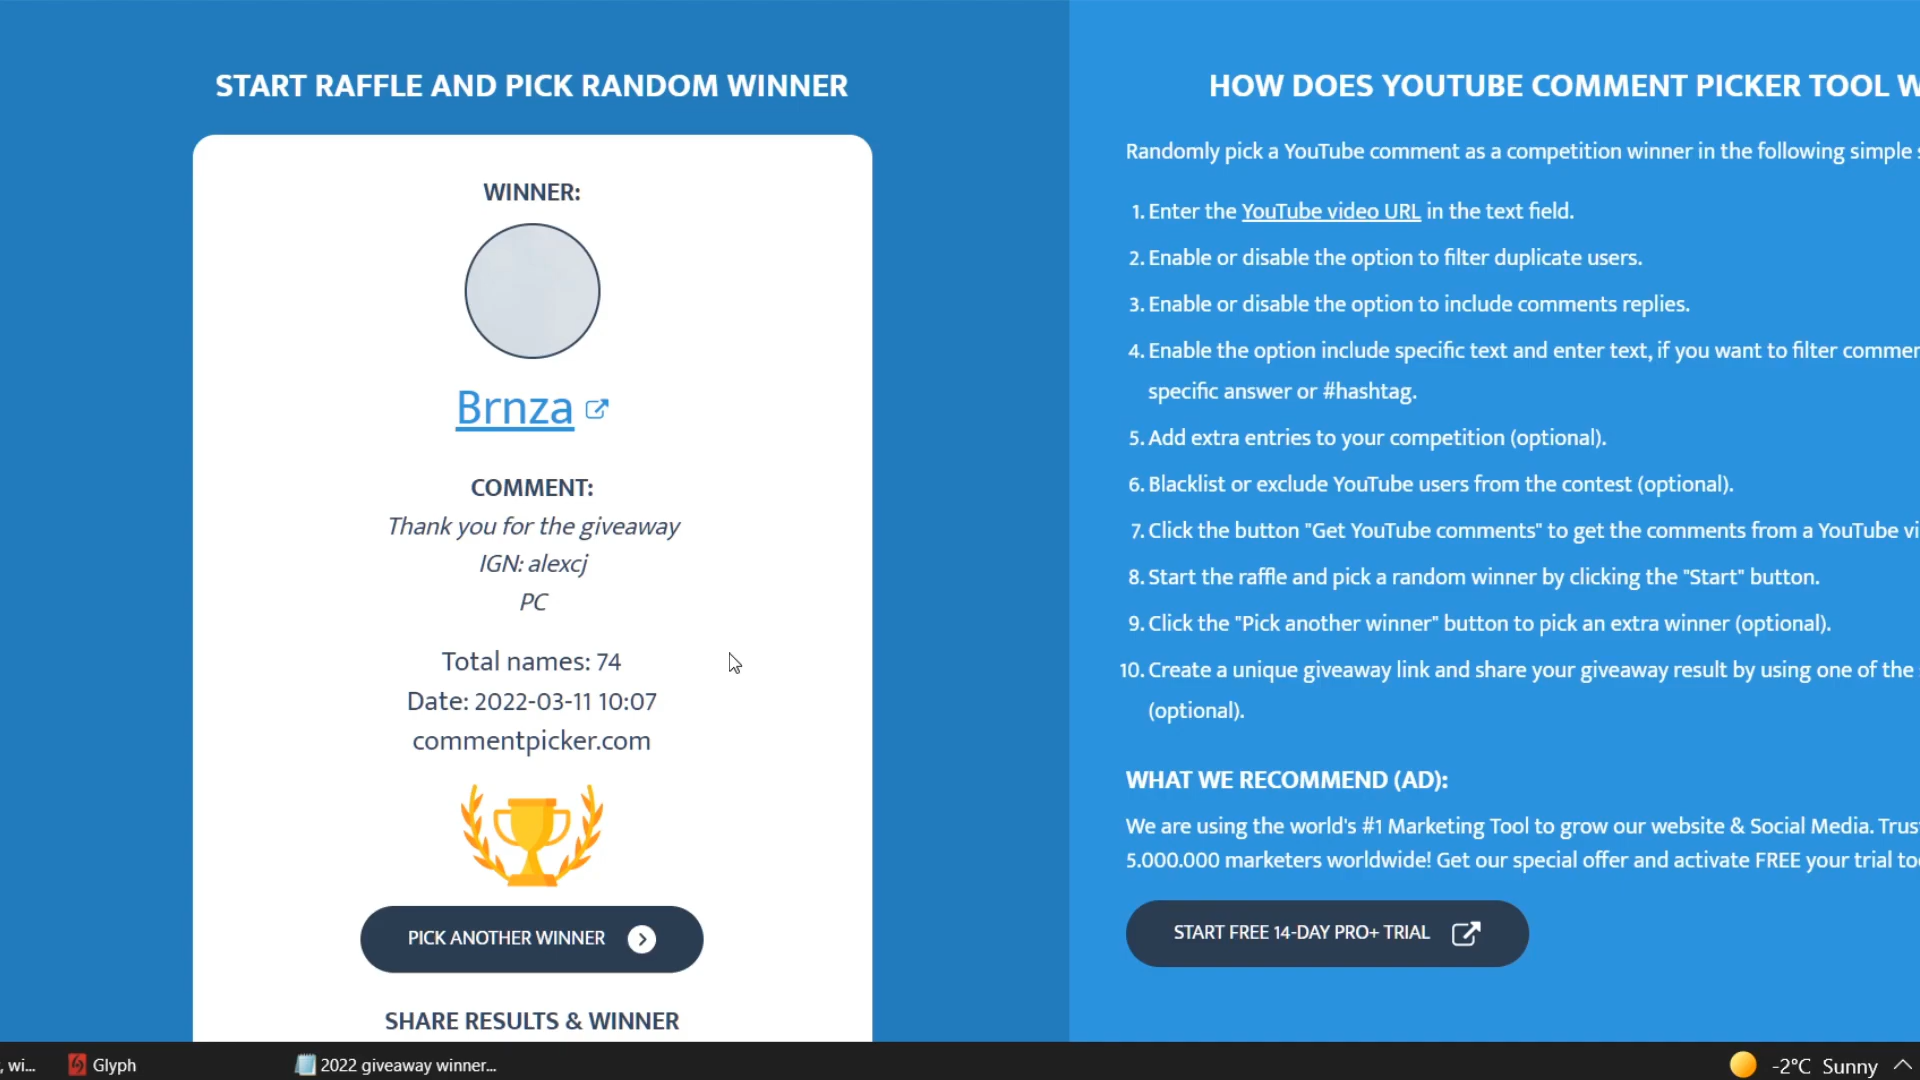 START RAFFLE AND PICK RANDOM WINNER
WINNER:
Brnza
COMMENT:
Thank you for the giveaway
IGN: alexcj
PC
Total names: 74
Date: 2022-03-11 10:07
commentpicker.com
PICK ANOTHER WINNER
SHARE RESULTS & WINNER
HOW DOES YOUTUBE COMMENT PICKER TOOL W
Randomly pick a YouTube comment as a competition winner in the following simple s
1. Enter the YouTube video URL in the text field.
2. Enable or disable the option to filter duplicate users.
3. Enable or disable the option to include comments replies.
4. Enable the option include specific text and enter text, if you want to filter commen
specific answer or #hashtag.
5. Add extra entries to your competition (optional).
6. Blacklist or exclude YouTube users from the contest (optional).
7. Click the button "Get YouTube comments" to get the comments from a YouTube vi
8. Start the raffle and pick a random winner by clicking the "Start" button.
9. Click the "Pick another winner" button to pick an extra winner (optional).
10. Create a unique giveaway link and share your giveaway result by using one of the
(optional).
WHAT WE RECOMMEND (AD):
We are using the world's #1 Marketing Tool to grow our website & Social Media. Trus
5.000.000 marketers worldwide! Get our special offer and activate FREE your trial to
START FREE 14-DAY PRO+ TRIAL
, wi... Glyph 2022 giveaway winner... -2°C Sunny